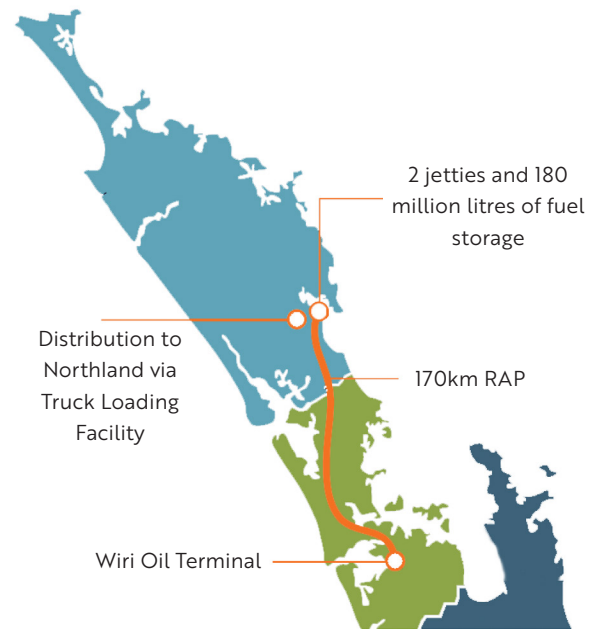 2 jetties and 180
million litres of fuel
storage
Distribution to
Northland via
Truck Loading
Facility
170km RAP
Wiri Oil Terminal